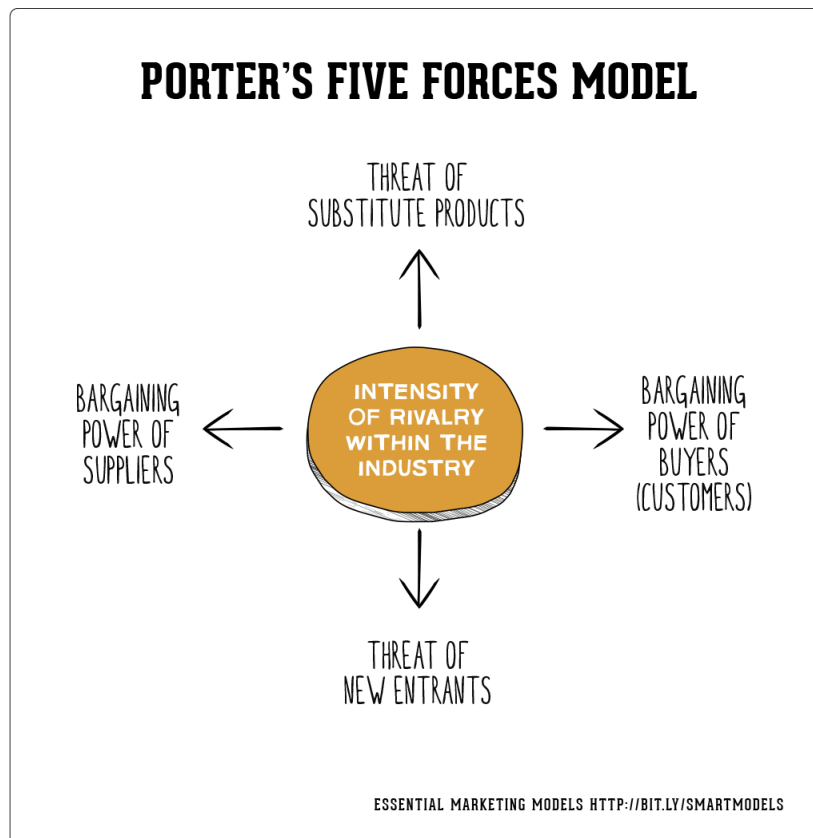 PORTER'S FIVE FORCES MODEL
THREAT OF
SUBSTITUTE PRODUCTS
BARGAINING
POWER OF
SUPPLIERS
INTENSITY
OF RIVALRY
WITHIN THE
INDUSTRY
BARGAINING
POWER OF
BUYERS
(CUSTOMERS)
THREAT OF
NEW ENTRANTS
ESSENTIAL MARKETING MODELS HTTP://BIT.LY/SMARTMODELS